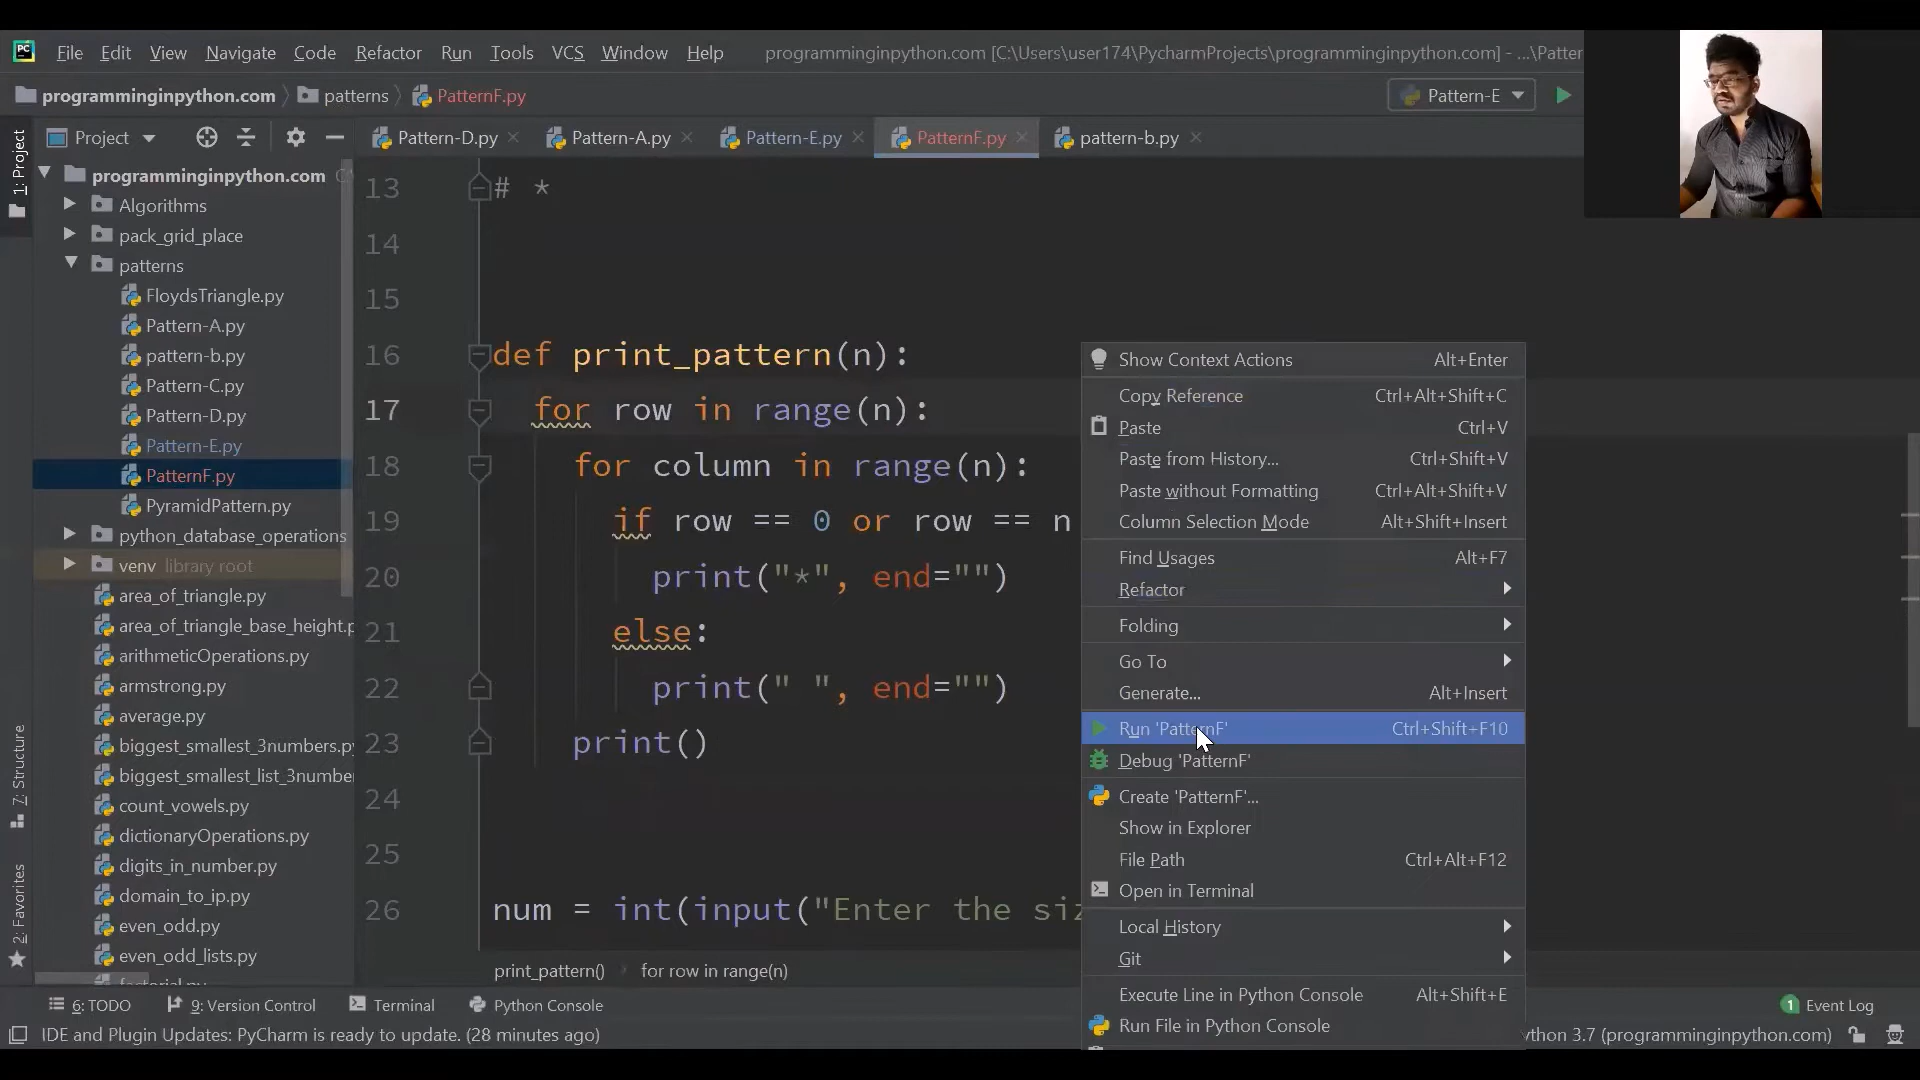 File Edit View Navigate Code Refactor Run Tools VCS Window Help programminginpython.com [C:\Users\user174\PycharmProjects\programminginpython.com] - ...\Patter
programminginpython.com patterns PatternF.py Pattern-E
1: Project
Project
Pattern-D.py Pattern-A.py Pattern-E.py PatternF.py pattern-b.py
programminginpython.com
Algorithms
pack_grid_place
patterns
FloydsTriangle.py
Pattern-A.py
pattern-b.py
Pattern-C.py
Pattern-D.py
Pattern-E.py
PatternF.py
PyramidPattern.py
python_database_operations
venv library root
area_of_triangle.py
area_of_triangle_base_height.p
arithmeticOperations.py
armstrong.py
average.py
biggest_smallest_3numbers.py
biggest_smallest_list_3number
count_vowels.py
dictionaryOperations.py
digits_in_number.py
domain_to_ip.py
even_odd.py
even_odd_lists.py
factorial.py
7: Structure
2: Favorites
13 # *
14
15
16 def print_pattern(n):
17 for row in range(n):
18 for column in range(n):
19 if row == 0 or row == n
20 print("*", end="")
21 else:
22 print(" ", end="")
23 print()
24
25
26 num = int(input("Enter the siz
print_pattern() for row in range(n)
Show Context Actions Alt+Enter
Copy Reference Ctrl+Alt+Shift+C
Paste Ctrl+V
Paste from History... Ctrl+Shift+V
Paste without Formatting Ctrl+Alt+Shift+V
Column Selection Mode Alt+Shift+Insert
Find Usages Alt+F7
Refactor
Folding
Go To
Generate... Alt+Insert
Run 'PatternF' Ctrl+Shift+F10
Debug 'PatternF'
Create 'PatternF'...
Show in Explorer
File Path Ctrl+Alt+F12
Open in Terminal
Local History
Git
Execute Line in Python Console Alt+Shift+E
Run File in Python Console
6: TODO 9: Version Control Terminal Python Console 1 Event Log
IDE and Plugin Updates: PyCharm is ready to update. (28 minutes ago) ython 3.7 (programminginpython.com)